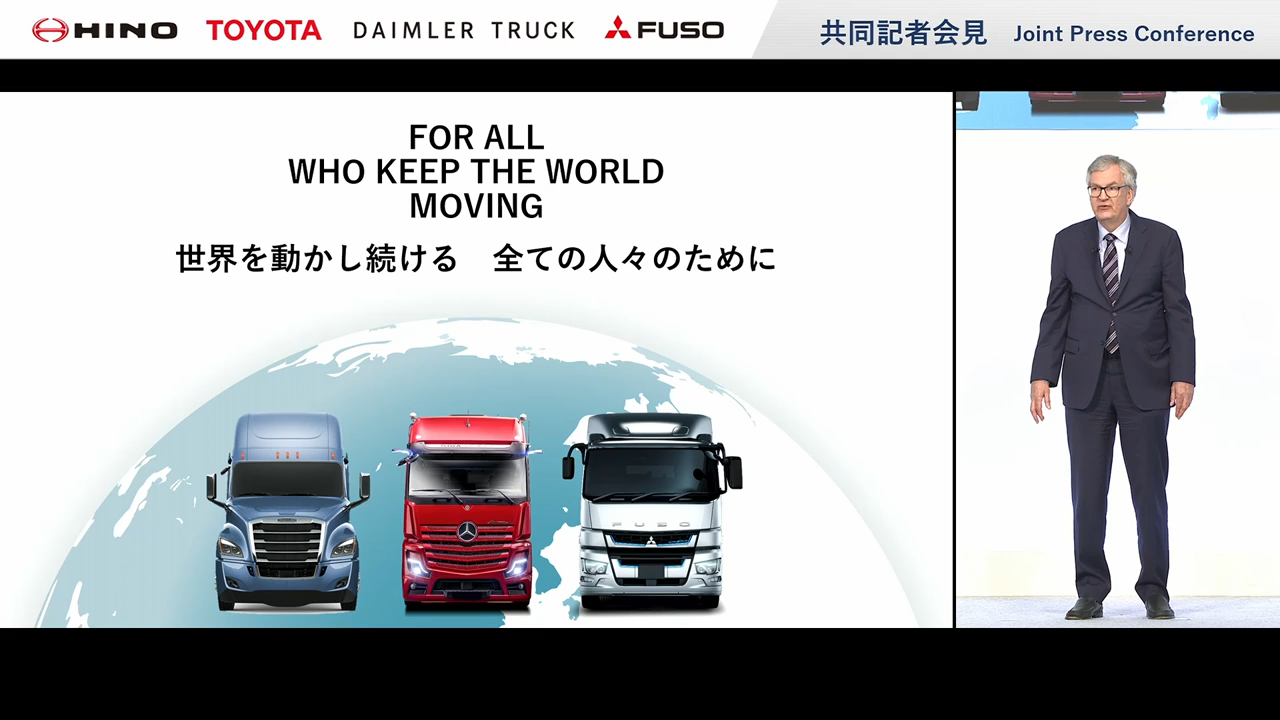 HINO TOYOTA DAIMLER TRUCK FUSO 共同記者会見 Joint Press Conference
FOR ALL
WHO KEEP THE WORLD
MOVING
世界を動かし続ける 全ての人々のために
FUSO